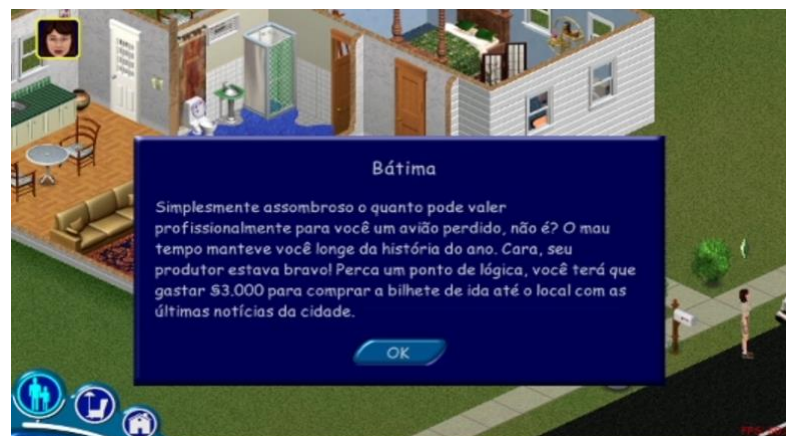 Bátima
Simplesmente assombroso o quanto pode valer
profissionalmente para você um avião perdido, não é? O mau
tempo manteve você longe da história do ano. Cara, seu
produtor estava bravo! Perca um ponto de lógica, você terá que
gastar §3.000 para comprar a bilhete de ida até o local com as
últimas notícias da cidade.
OK